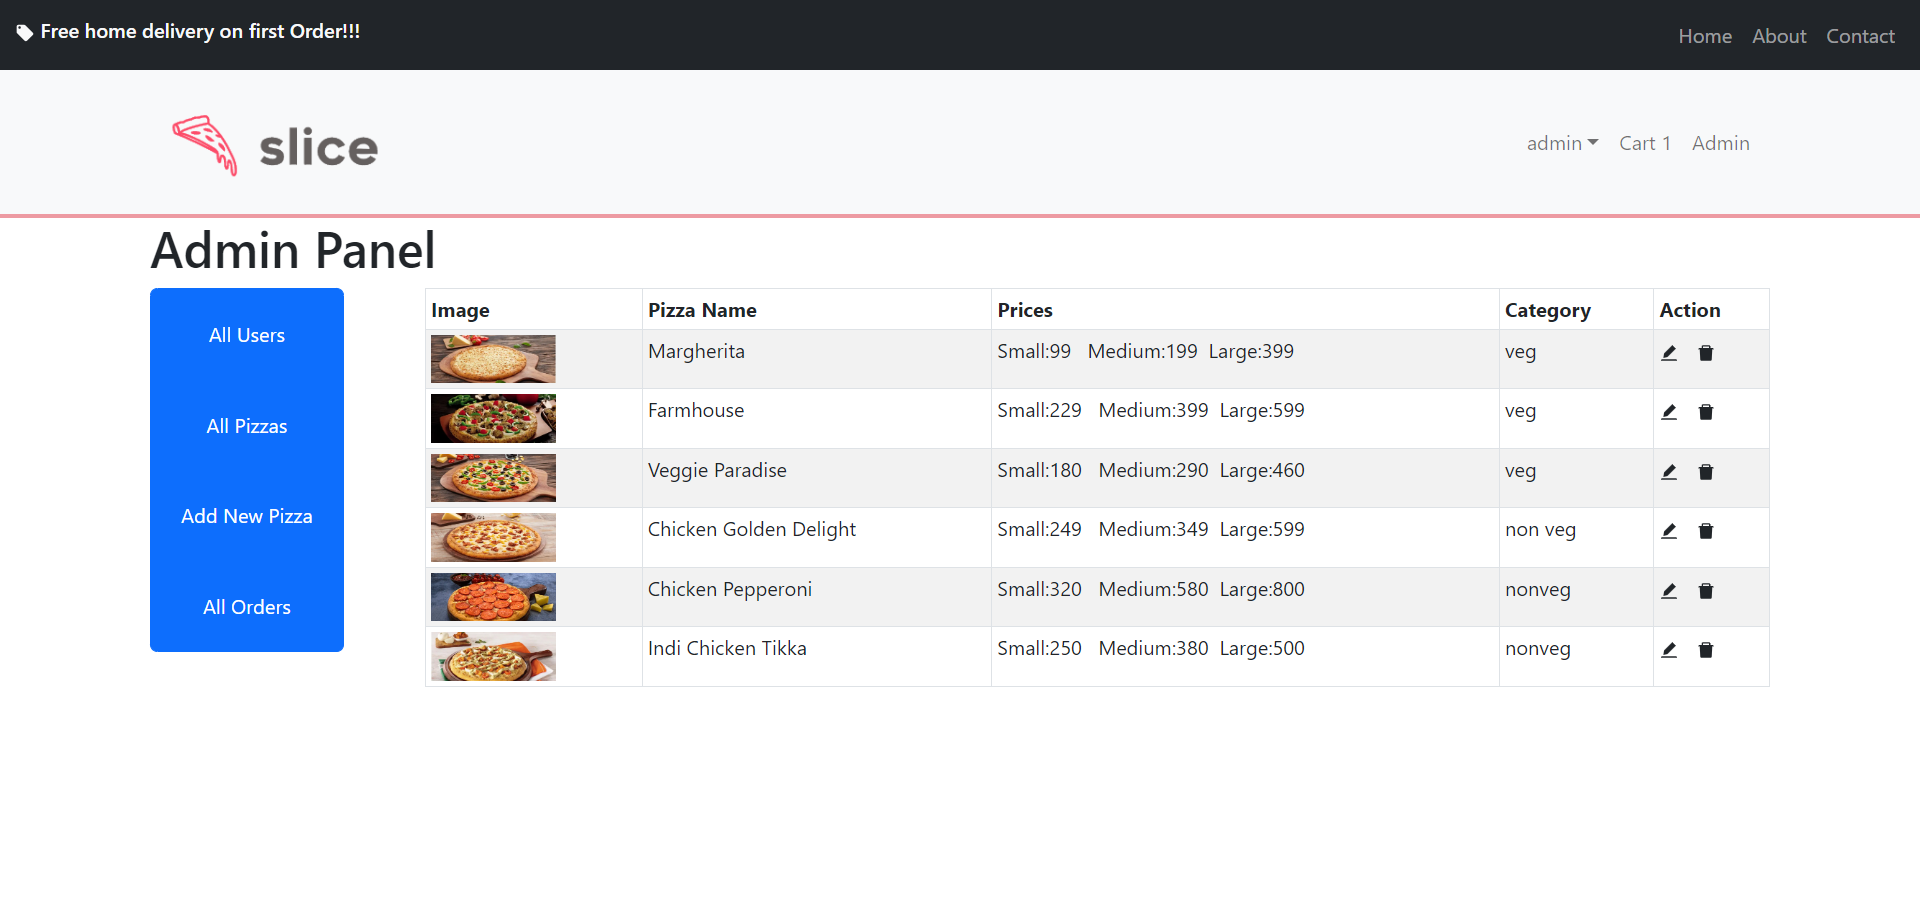 Free home delivery on first Order!!!
Home About Contact
slice
admin Cart 1 Admin
Admin Panel
All Users
All Pizzas
Add New Pizza
All Orders
Image Pizza Name Prices Category Action
Margherita Small:99 Medium:199 Large:399 veg
Farmhouse Small:229 Medium:399 Large:599 veg
Veggie Paradise Small:180 Medium:290 Large:460 veg
Chicken Golden Delight Small:249 Medium:349 Large:599 non veg
Chicken Pepperoni Small:320 Medium:580 Large:800 nonveg
Indi Chicken Tikka Small:250 Medium:380 Large:500 nonveg